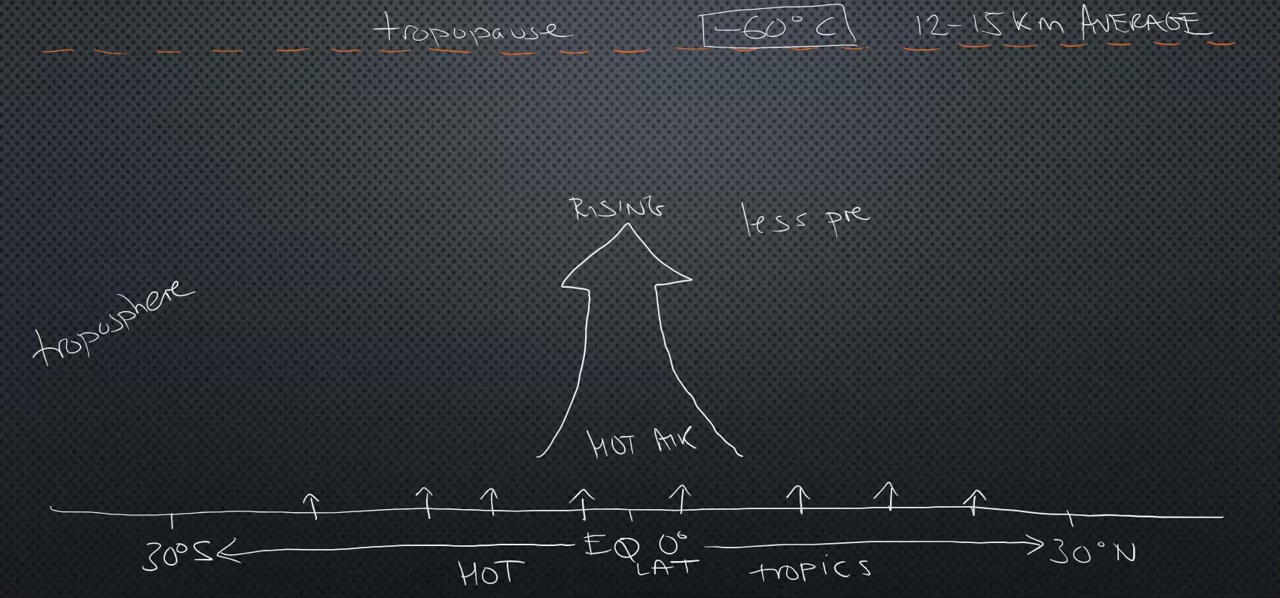 tropopause -60°C 12-15 Km AVERAGE
RISING less pre
troposphere
HOT AIR
30°S EQ 0° 30°N
HOT LAT tropics